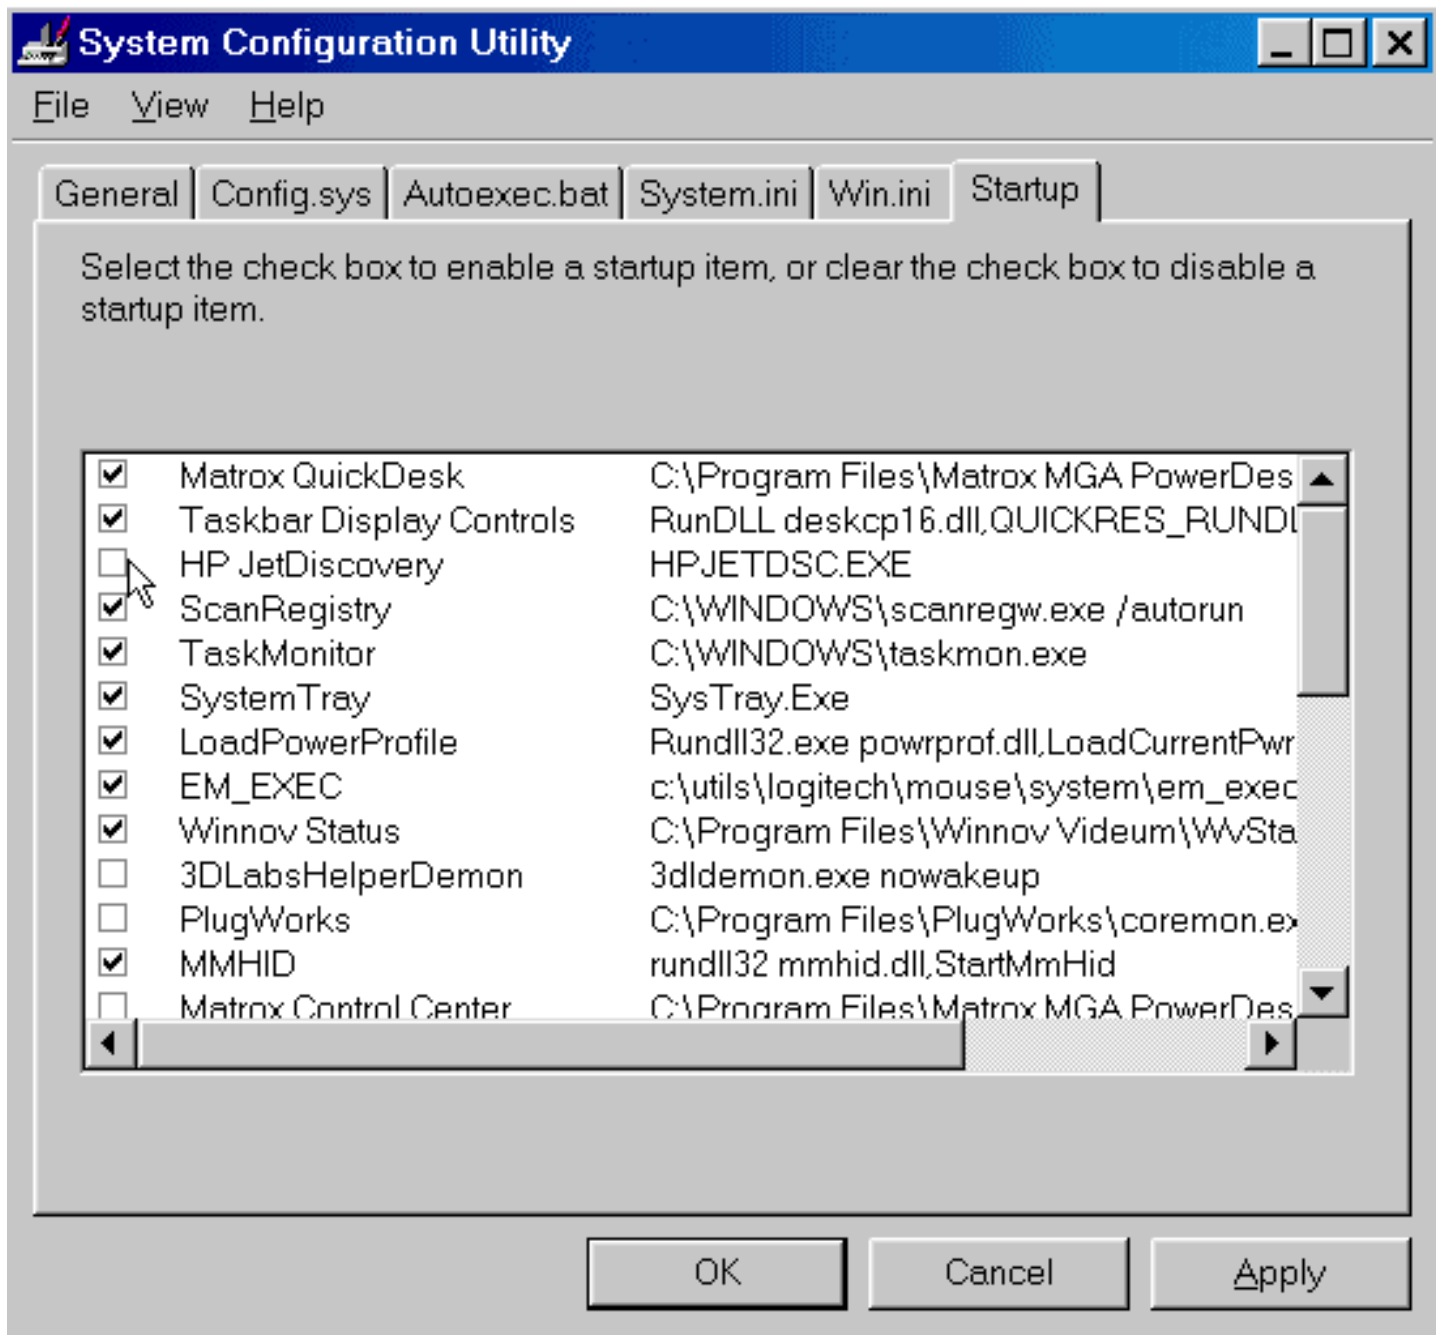 System Configuration Utility
File View Help
General Config.sys Autoexec.bat System.ini Win.ini Startup
Select the check box to enable a startup item, or clear the check box to disable a
startup item.
Matrox QuickDesk C:\Program Files\Matrox MGA PowerDes
Taskbar Display Controls RunDLL deskcp16.dll,QUICKRES_RUNDL
HP JetDiscovery HPJETDSC.EXE
ScanRegistry C:\WINDOWS\scanregw.exe /autorun
TaskMonitor C:\WINDOWS\taskmon.exe
SystemTray SysTray.Exe
LoadPowerProfile Rundll32.exe powrprof.dll,LoadCurrentPwr
EM_EXEC c:\utils\logitech\mouse\system\em_exec
Winnov Status C:\Program Files\Winnov Videum\WvSta
3DLabsHelperDemon 3dldemon.exe nowakeup
PlugWorks C:\Program Files\PlugWorks\coremon.ex
MMHID rundll32 mmhid.dll,StartMmHid
Matrox Control Center C:\Program Files\Matrox MGA PowerDes
OK Cancel Apply